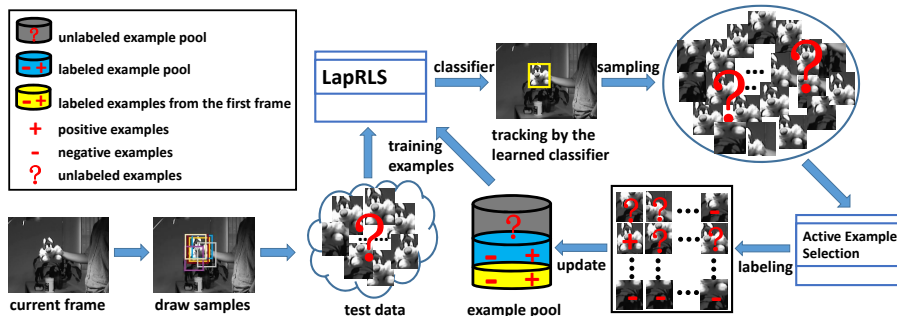 ? unlabeled example pool
- + labeled example pool
- + labeled examples from the first frame
+ positive examples
- negative examples
? unlabeled examples
LapRLS
classifier
sampling
tracking by the
learned classifier
training
examples
current frame
draw samples
test data
example pool
update
labeling
Active Example
Selection